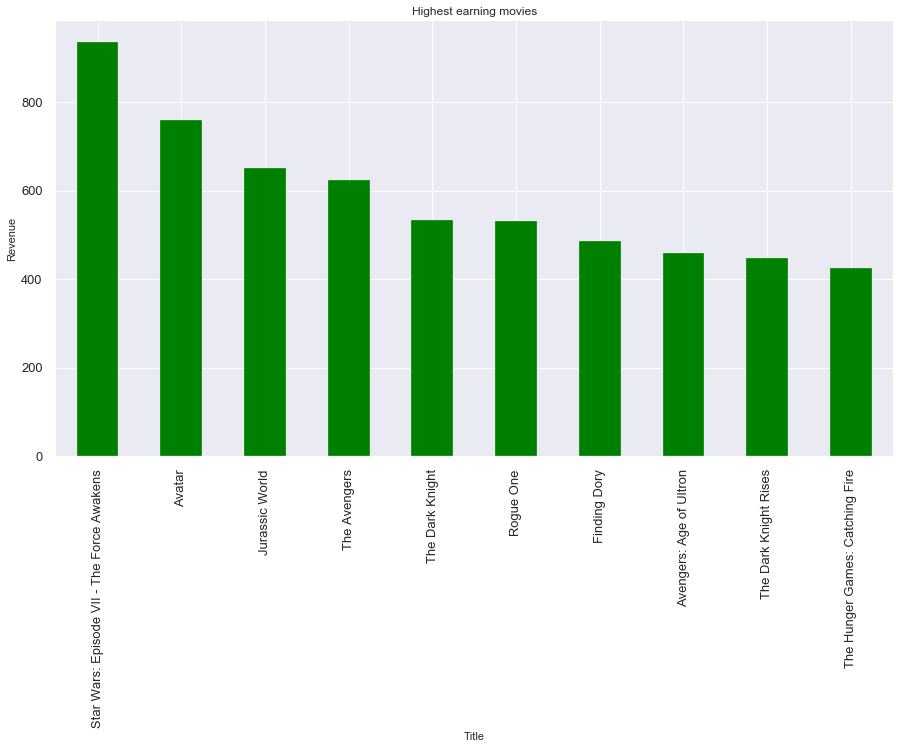 Highest earning movies
Revenue
800
600
400
200
0
Star Wars: Episode VII - The Force Awakens
Avatar
Jurassic World
The Avengers
The Dark Knight
Rogue One
Finding Dory
Avengers: Age of Ultron
The Dark Knight Rises
The Hunger Games: Catching Fire
Title